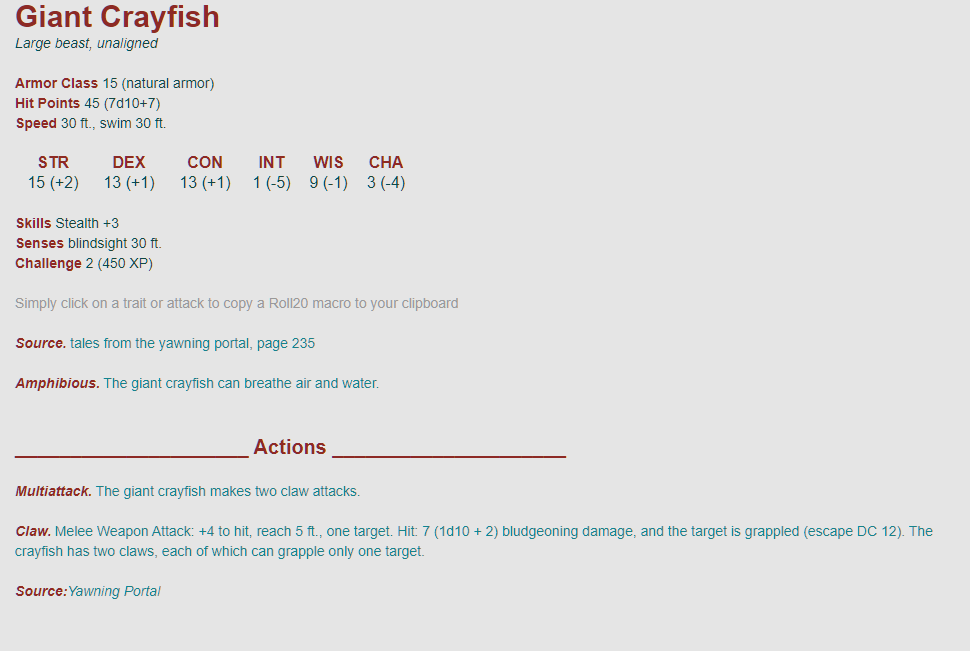 Giant Crayfish
Large beast, unaligned
Armor Class 15 (natural armor)
Hit Points 45 (7d10+7)
Speed 30 ft., swim 30 ft.
STR DEX CON INT WIS CHA
15 (+2) 13 (+1) 13 (+1) 1 (-5) 9 (-1) 3 (-4)
Skills Stealth +3
Senses blindsight 30 ft.
Challenge 2 (450 XP)
Simply click on a trait or attack to copy a Roll20 macro to your clipboard
Source. tales from the yawning portal, page 235
Amphibious. The giant crayfish can breathe air and water.
_____________________ Actions _____________________
Multiattack. The giant crayfish makes two claw attacks.
Claw. Melee Weapon Attack: +4 to hit, reach 5 ft., one target. Hit: 7 (1d10 + 2) bludgeoning damage, and the target is grappled (escape DC 12). The
crayfish has two claws, each of which can grapple only one target.
Source:Yawning Portal